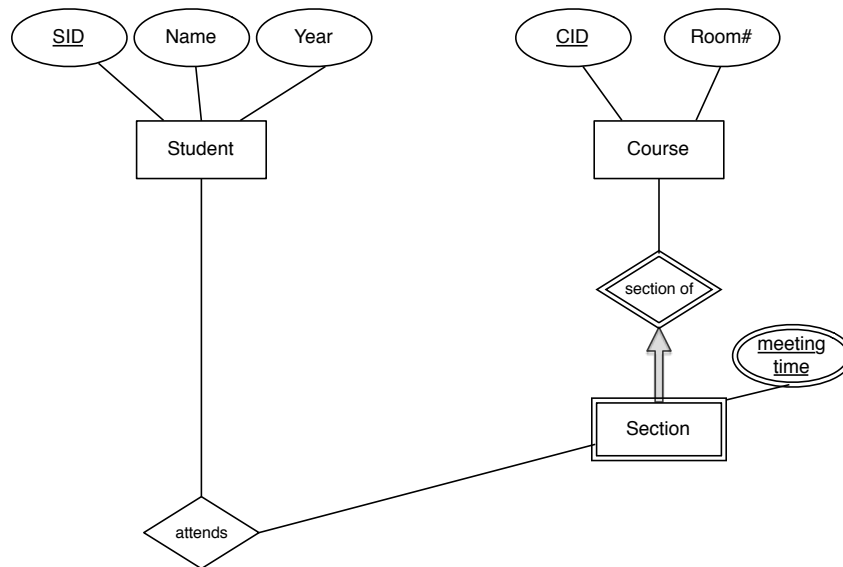 SID
Name
Year
CID
Room#
Student
Course
section of
meeting
time
Section
attends